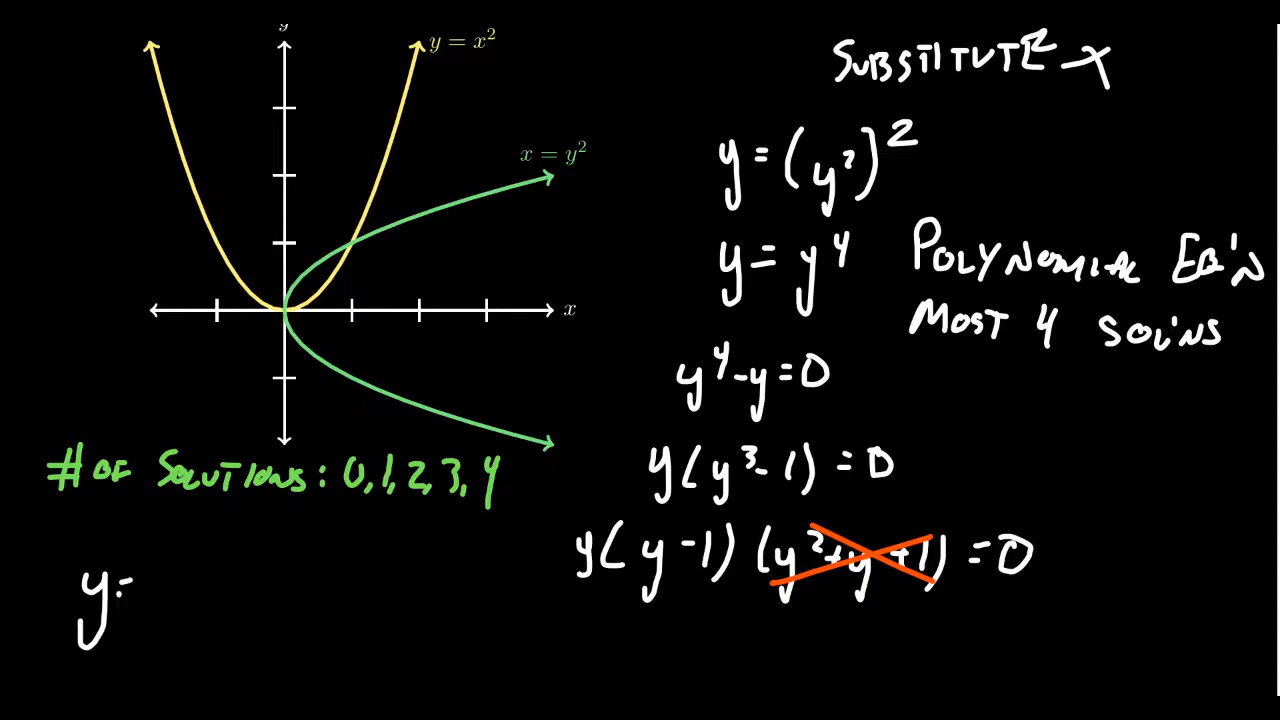 y
y = x²
x = y²
x
# OF SOLUTIONS: 0, 1, 2, 3, 4
y=
SUBSTITUTE x
y = (y²)²
y = y⁴
POLYNOMIAL EQ'N
MOST 4 SOL'NS
y⁴ - y = 0
y(y³ - 1) = 0
y(y - 1)(y² + y + 1) = 0